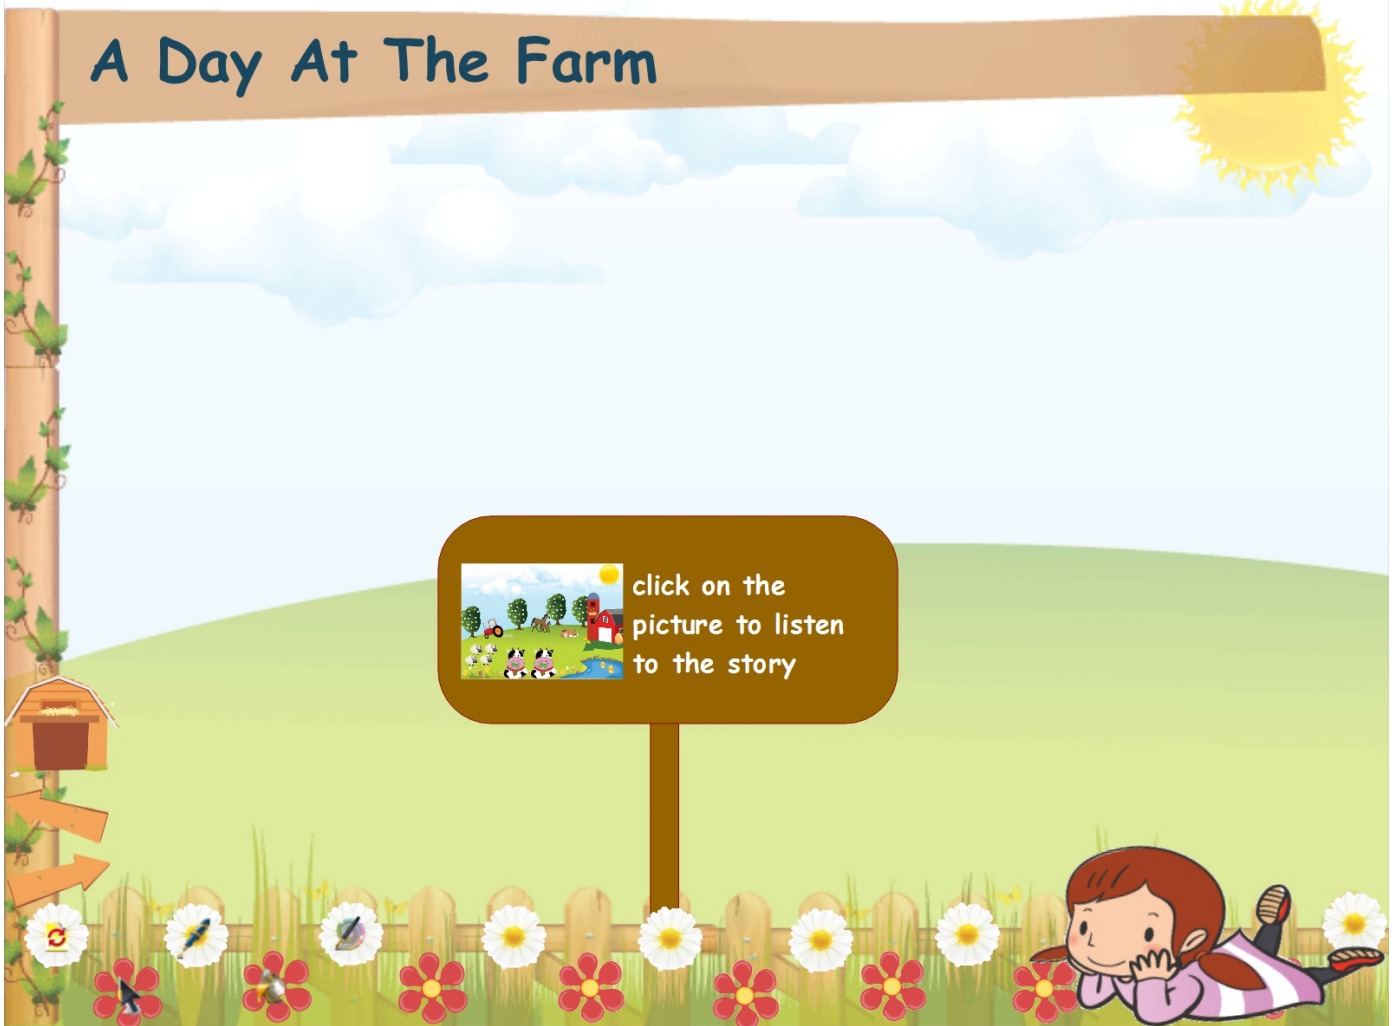 A Day At The Farm
click on the
picture to listen
to the story